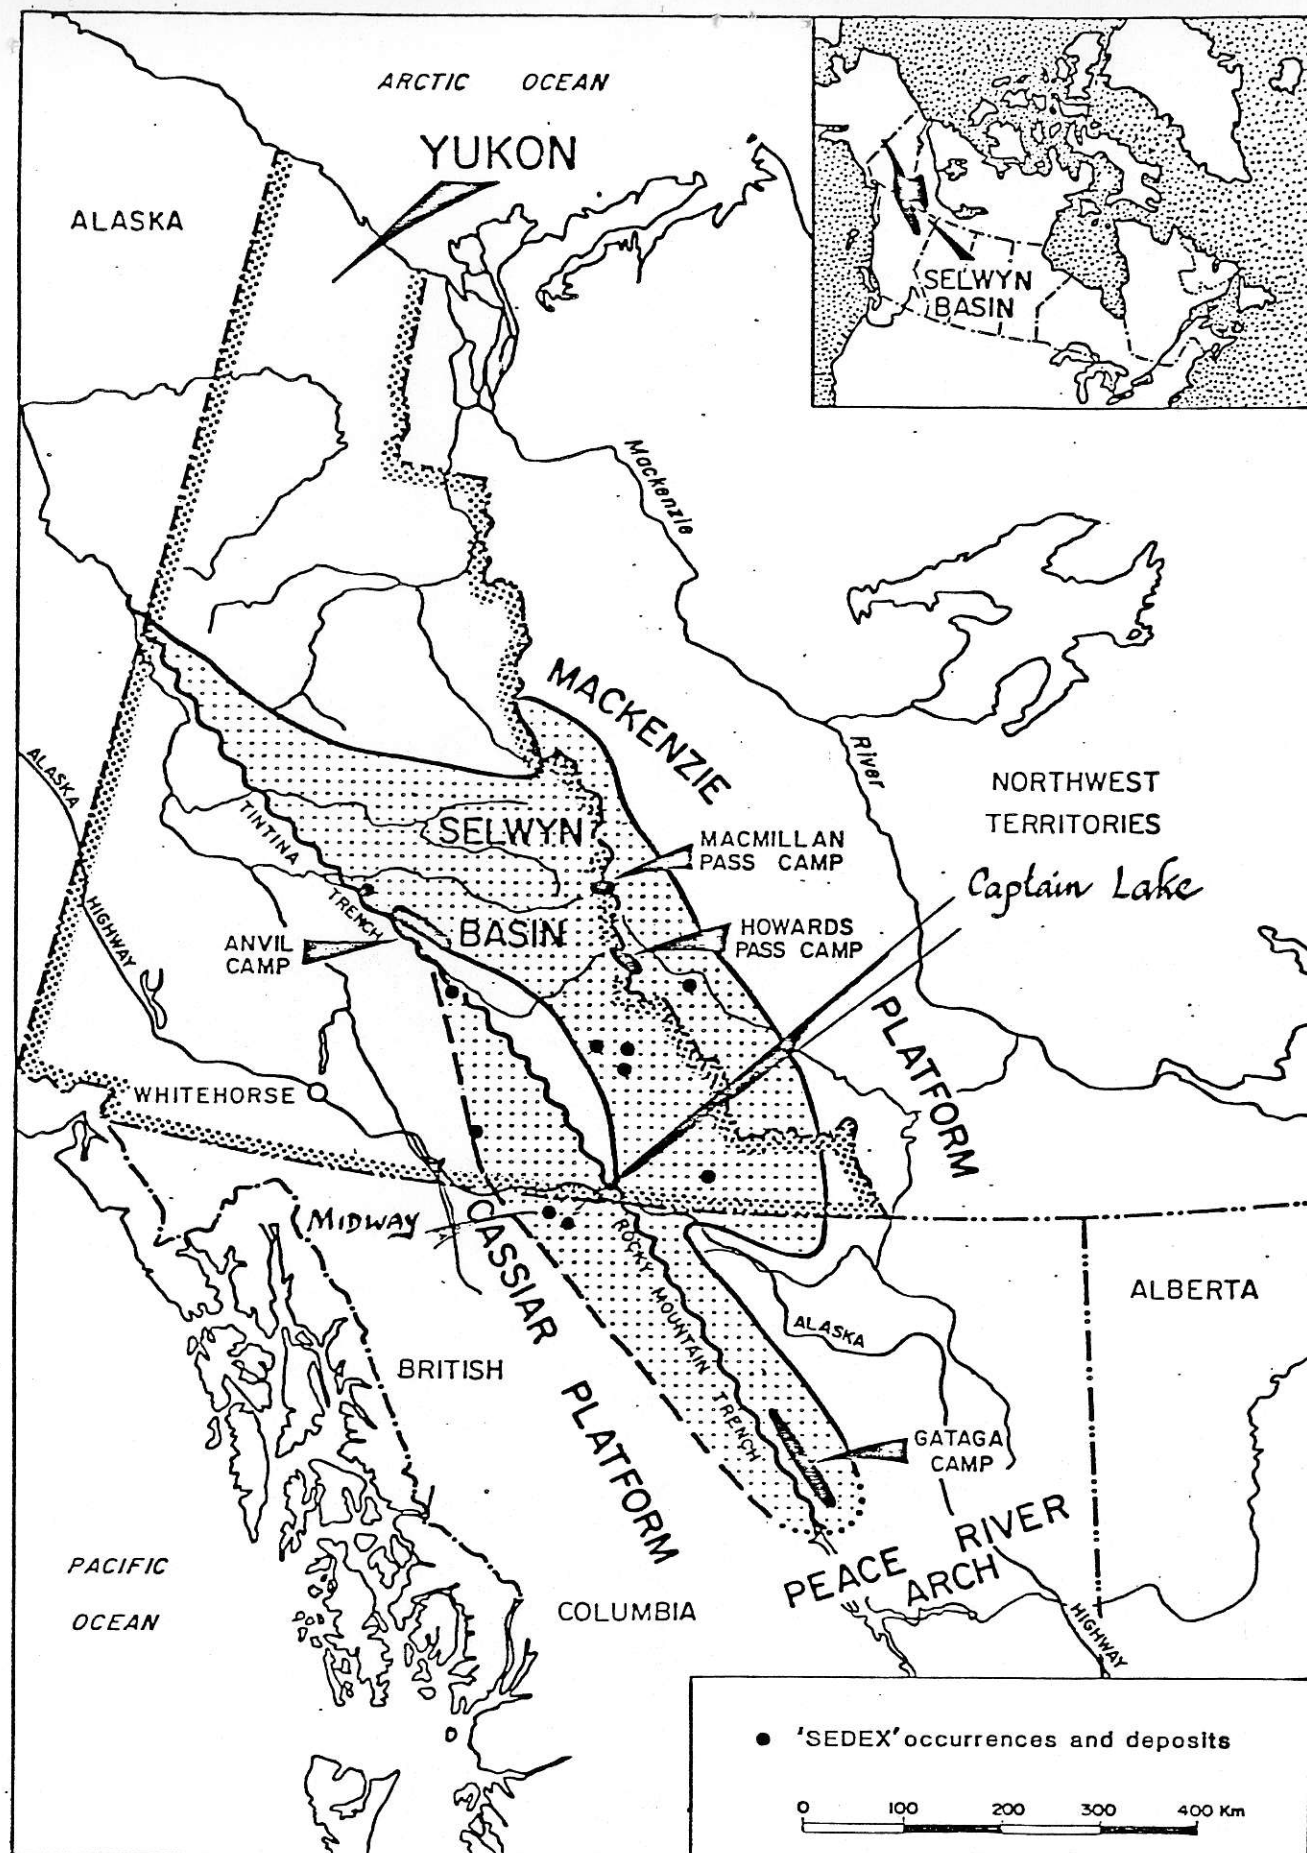 ARCTIC OCEAN
YUKON
ALASKA
SELWYN
BASIN
Mackenzie
River
MACKENZIE
PLATFORM
NORTHWEST
TERRITORIES
Captain Lake
ALASKA
HIGHWAY
TINTINA
TRENCH
SELWYN
BASIN
MACMILLAN
PASS CAMP
HOWARDS
PASS CAMP
ANVIL
CAMP
WHITEHORSE
MIDWAY
CASSIAR
PLATFORM
ROCKY MOUNTAIN TRENCH
ALASKA
HIGHWAY
ALBERTA
BRITISH
COLUMBIA
GATAGA
CAMP
PEACE RIVER
ARCH
PACIFIC
OCEAN
'SEDEX' occurrences and deposits
0 100 200 300 400 Km